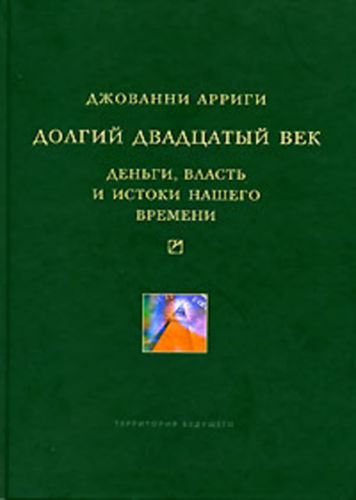 ДЖОВАННИ АРРИГИ
ДОЛГИЙ ДВАДЦАТЫЙ ВЕК
ДЕНЬГИ, ВЛАСТЬ
И ИСТОКИ НАШЕГО
ВРЕМЕНИ
ТЕРРИТОРИЯ БУДУЩЕГО